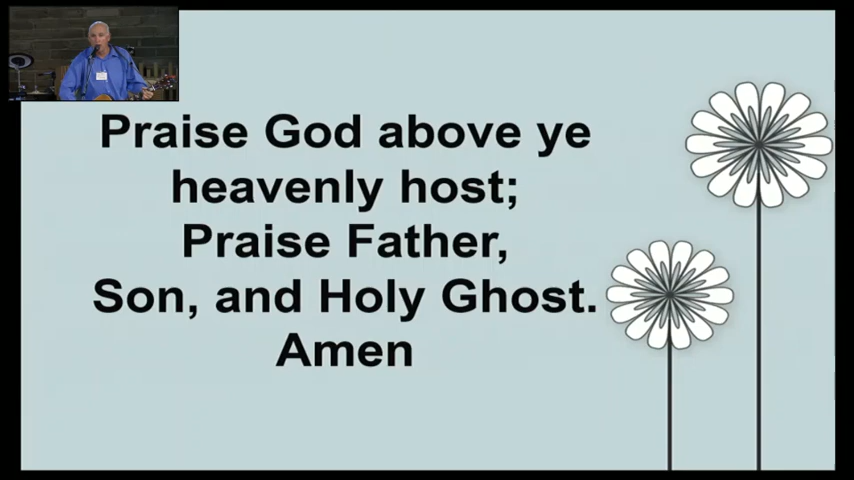 Praise God above ye
heavenly host;
Praise Father,
Son, and Holy Ghost.
Amen